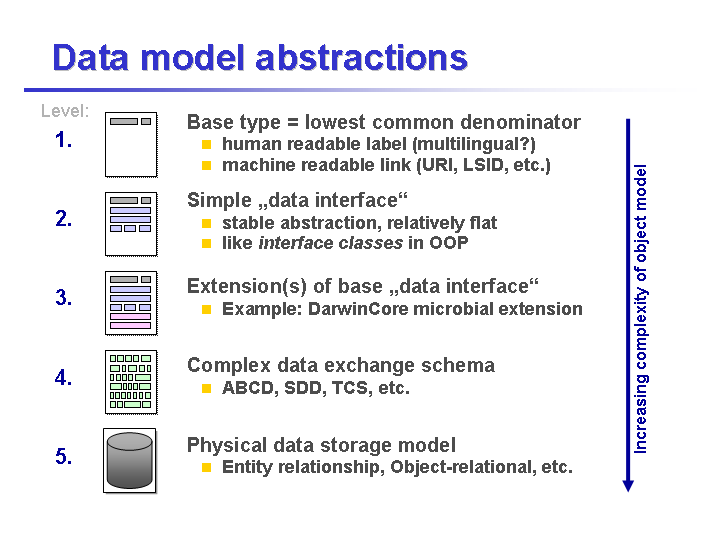 Data model abstractions
Level:
1.
Base type = lowest common denominator
human readable label (multilingual?)
machine readable link (URI, LSID, etc.)
2.
Simple „data interface“
stable abstraction, relatively flat
like interface classes in OOP
3.
Extension(s) of base „data interface“
Example: DarwinCore microbial extension
4.
Complex data exchange schema
ABCD, SDD, TCS, etc.
5.
Physical data storage model
Entity relationship, Object-relational, etc.
Increasing complexity of object model